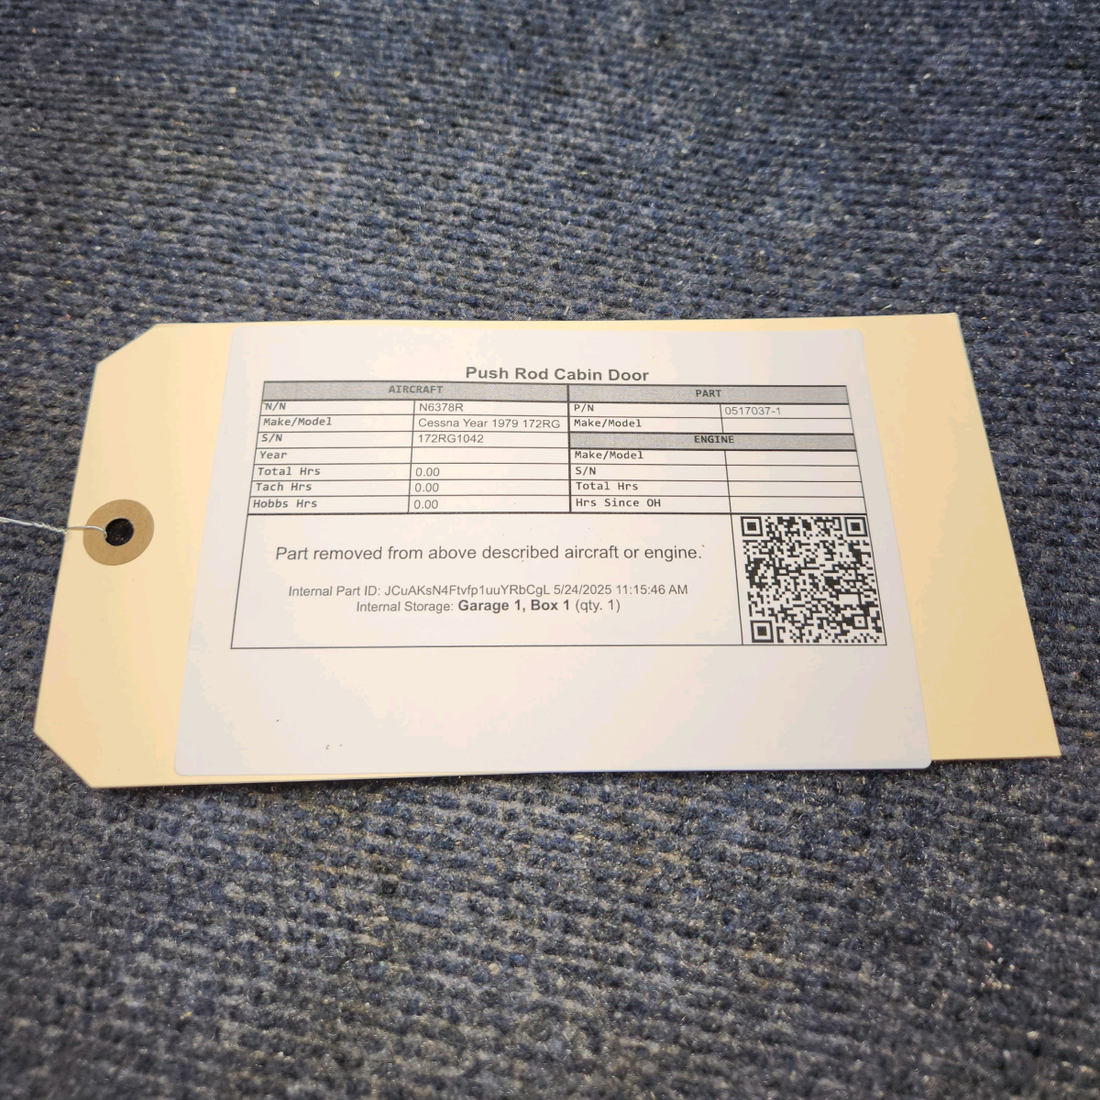 Push Rod Cabin Door
AIRCRAFT PART
N/N N6378R P/N 0517037-1
Make/Model Cessna Year 1979 172RG Make/Model
S/N 172RG1042 ENGINE
Year Make/Model
Total Hrs 0.00 S/N
Tach Hrs 0.00 Total Hrs
Hobbs Hrs 0.00 Hrs Since OH
Part removed from above described aircraft or engine.
Internal Part ID: JCuAKsN4Ftvfp1uuYRbCgL 5/24/2025 11:15:46 AM
Internal Storage: Garage 1, Box 1 (qty. 1)